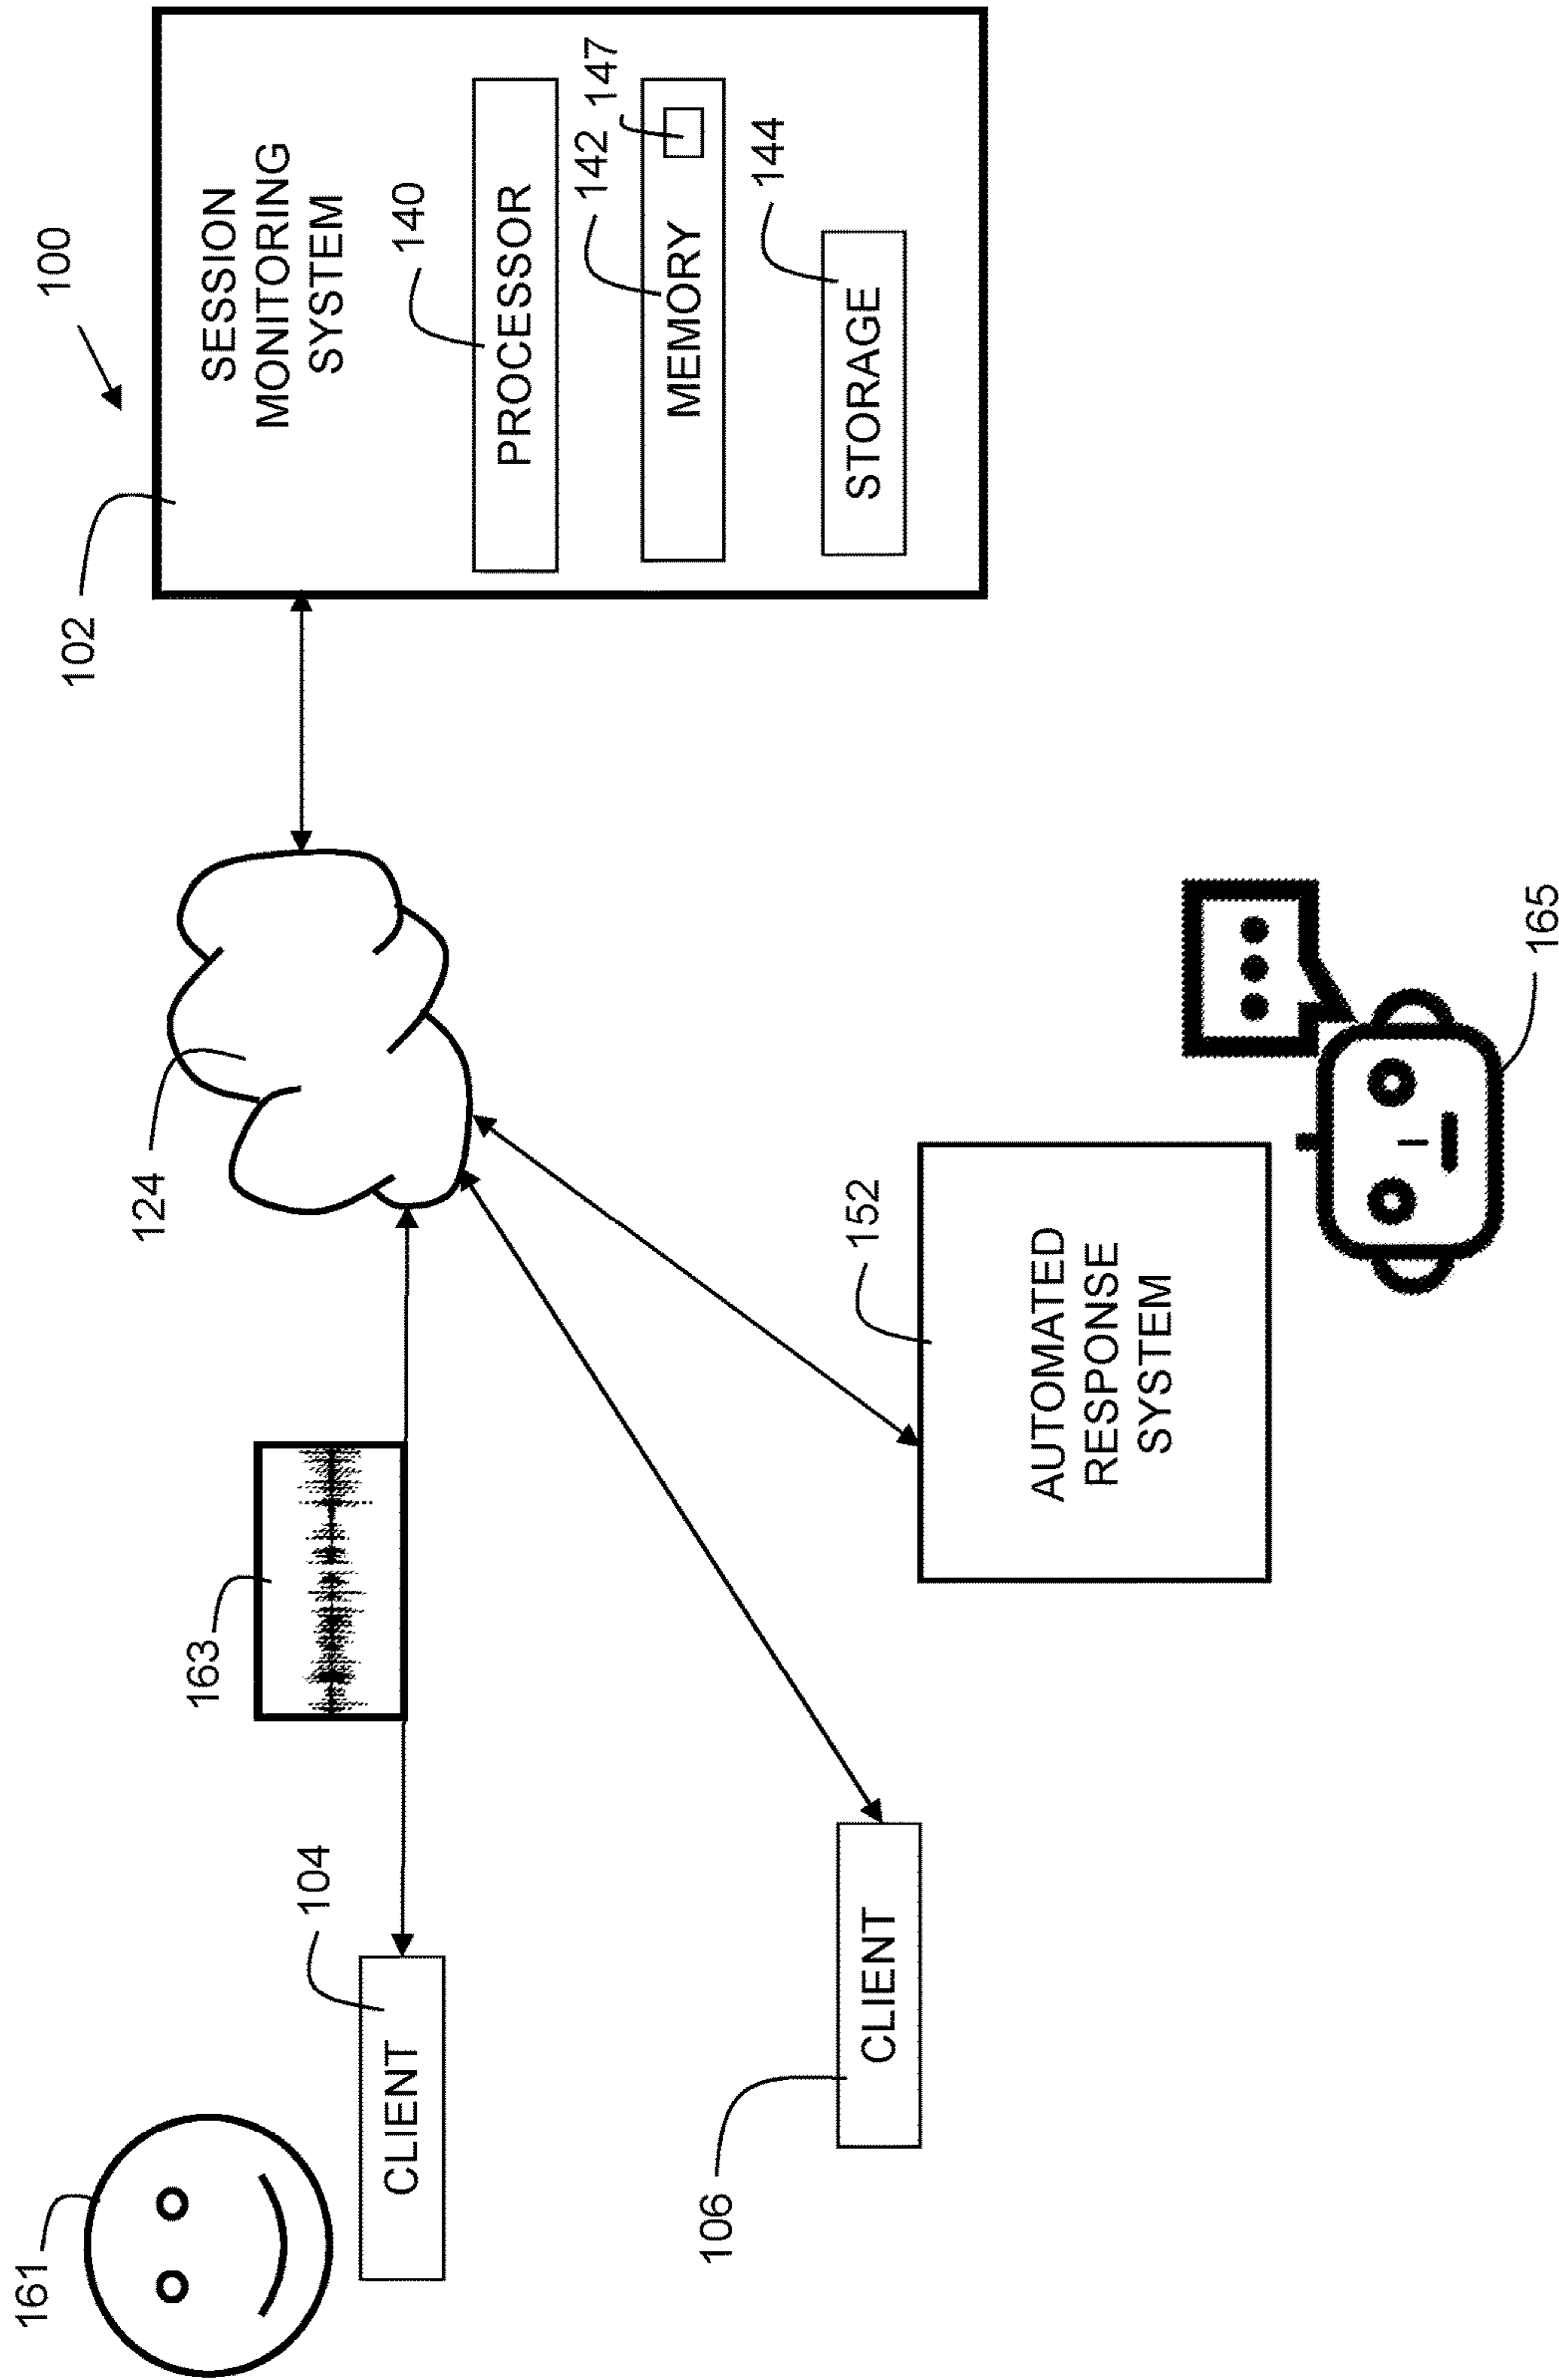 100
102
SESSION
MONITORING
SYSTEM
140
PROCESSOR
142
147
MEMORY
144
STORAGE
124
163
161
104
CLIENT
106
CLIENT
152
AUTOMATED
RESPONSE
SYSTEM
165